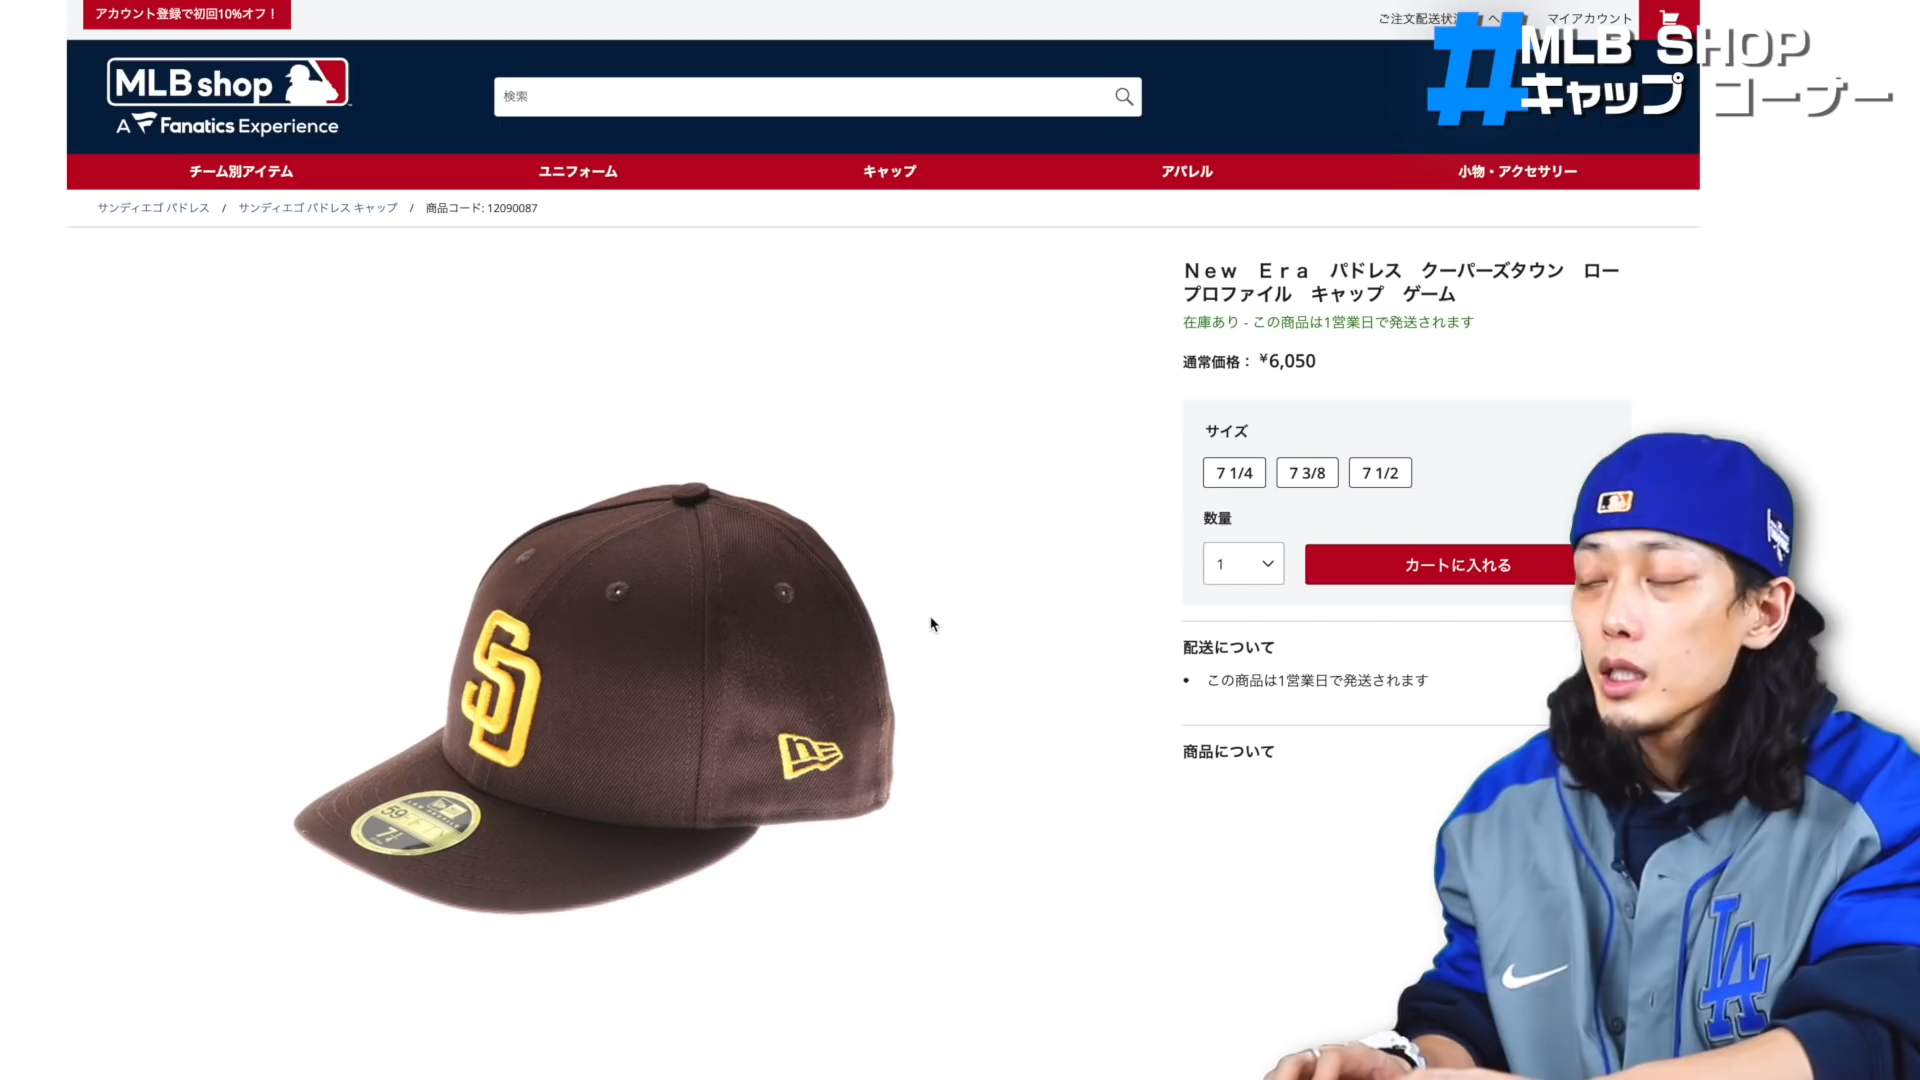 アカウント登録で初回10%オフ！
ご注文配送状
ヘ
マイアカウント
#MLB SHOP
キャップ コーナー
MLB shop
A Fanatics Experience
検索
チーム別アイテム
ユニフォーム
キャップ
アパレル
小物・アクセサリー
サンディエゴ パドレス / サンディエゴ パドレス キャップ / 商品コード: 12090087
Ｎｅｗ　Ｅｒａ　パドレス　クーパーズタウン　ロー
プロファイル　キャップ　ゲーム
在庫あり - この商品は1営業日で発送されます
通常価格： ¥6,050
サイズ
7 1/4
7 3/8
7 1/2
数量
1
カートに入れる
配送について
• この商品は1営業日で発送されます
商品について
SD
59FIFTY
7 1/4
LA